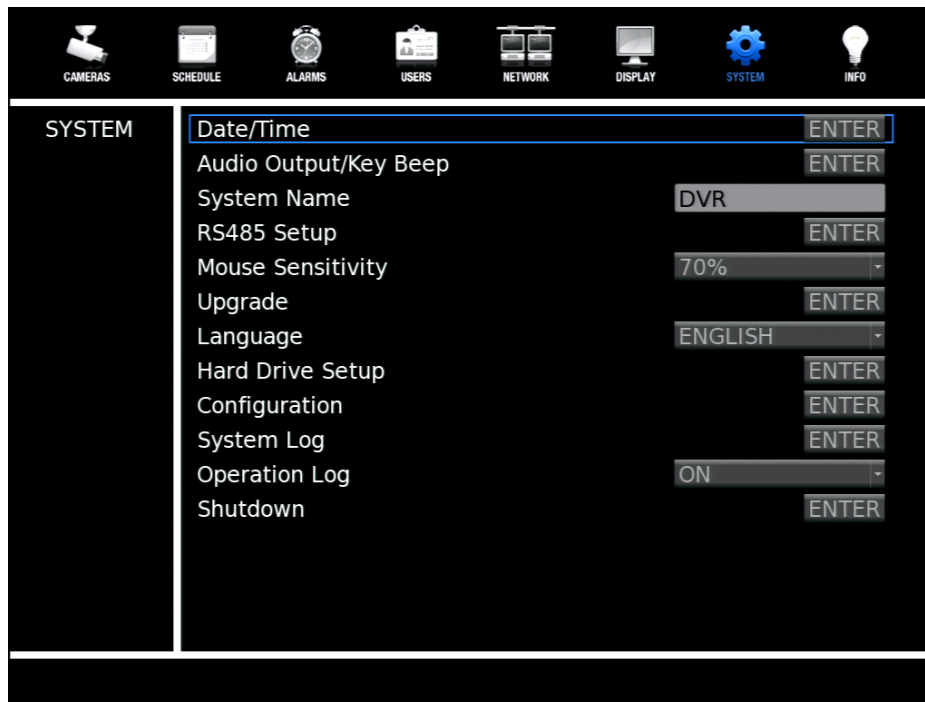 CAMERAS SCHEDULE ALARMS USERS NETWORK DISPLAY SYSTEM INFO
SYSTEM
Date/Time ENTER
Audio Output/Key Beep ENTER
System Name DVR
RS485 Setup ENTER
Mouse Sensitivity 70%
Upgrade ENTER
Language ENGLISH
Hard Drive Setup ENTER
Configuration ENTER
System Log ENTER
Operation Log ON
Shutdown ENTER